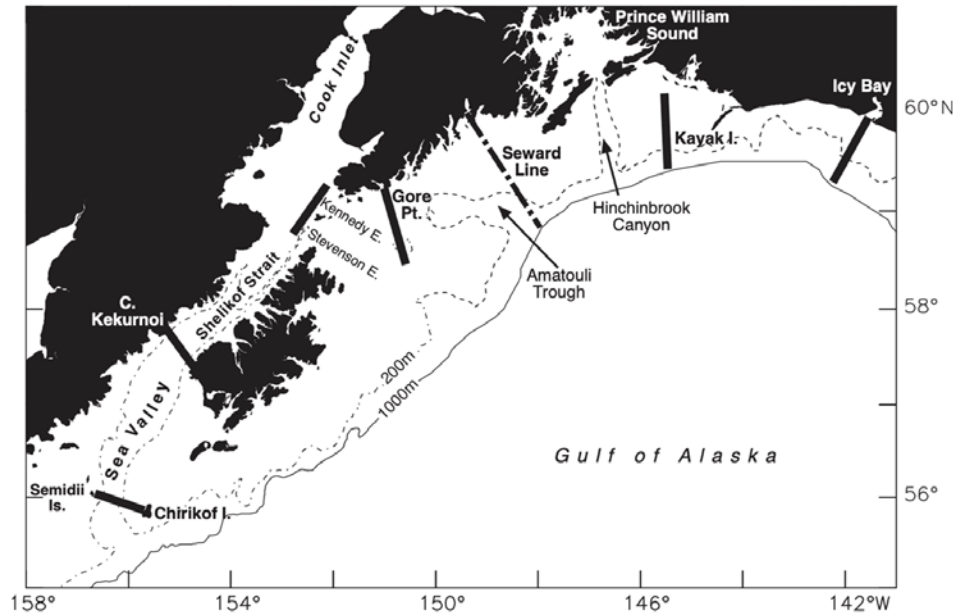 Prince William
Sound
Cook Inlet
Icy Bay
60°N
Kayak I.
Seward
Line
Gore
Pt.
Kennedy E.
Stevenson E.
Hinchinbrook
Canyon
Amatouli
Trough
Shelikof Strait
C.
Kekurnoi
58°
200m
1000m
Sea Valley
Gulf of Alaska
Semidii
Is.
Chirikof I.
56°
158°
154°
150°
146°
142°W